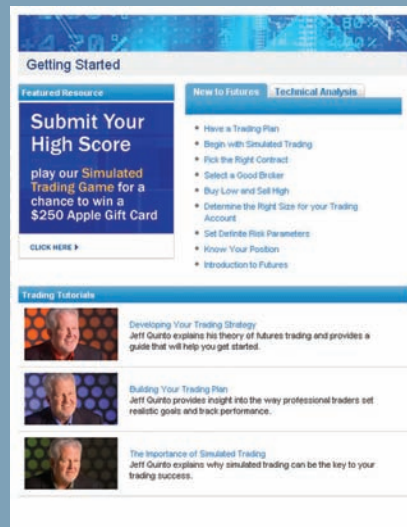 Getting Started
Featured Resource
Submit Your
High Score
play our Simulated
Trading Game for a
chance to win a
$250 Apple Gift Card
CLICK HERE
New to Futures
Technical Analysis
Have a Trading Plan
Begin with Simulated Trading
Pick the Right Contract
Select a Good Broker
Buy Low and Sell High
Determine the Right Size for your Trading
Account
Set Definite Risk Parameters
Know Your Position
Introduction to Futures
Trading Tutorials
Developing Your Trading Strategy
Jeff Quinto explains his theory of futures trading and provides a
guide that will help you get started.
Building Your Trading Plan
Jeff Quinto provides insight into the way professional traders set
realistic goals and track performance.
The Importance of Simulated Trading
Jeff Quinto explains why simulated trading can be the key to your
trading success.